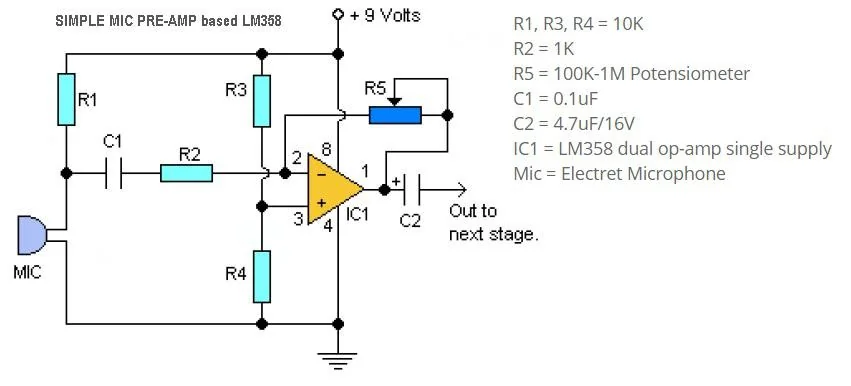 SIMPLE MIC PRE-AMP based LM358
+ 9 Volts
R1, R3, R4 = 10K
R2 = 1K
R5 = 100K-1M Potensiometer
C1 = 0.1uF
C2 = 4.7uF/16V
IC1 = LM358 dual op-amp single supply
Mic = Electret Microphone
R1
R3
R5
C1
R2
2
8
1
−
+
3
4
IC1
+
C2
Out to
next stage.
MIC
R4